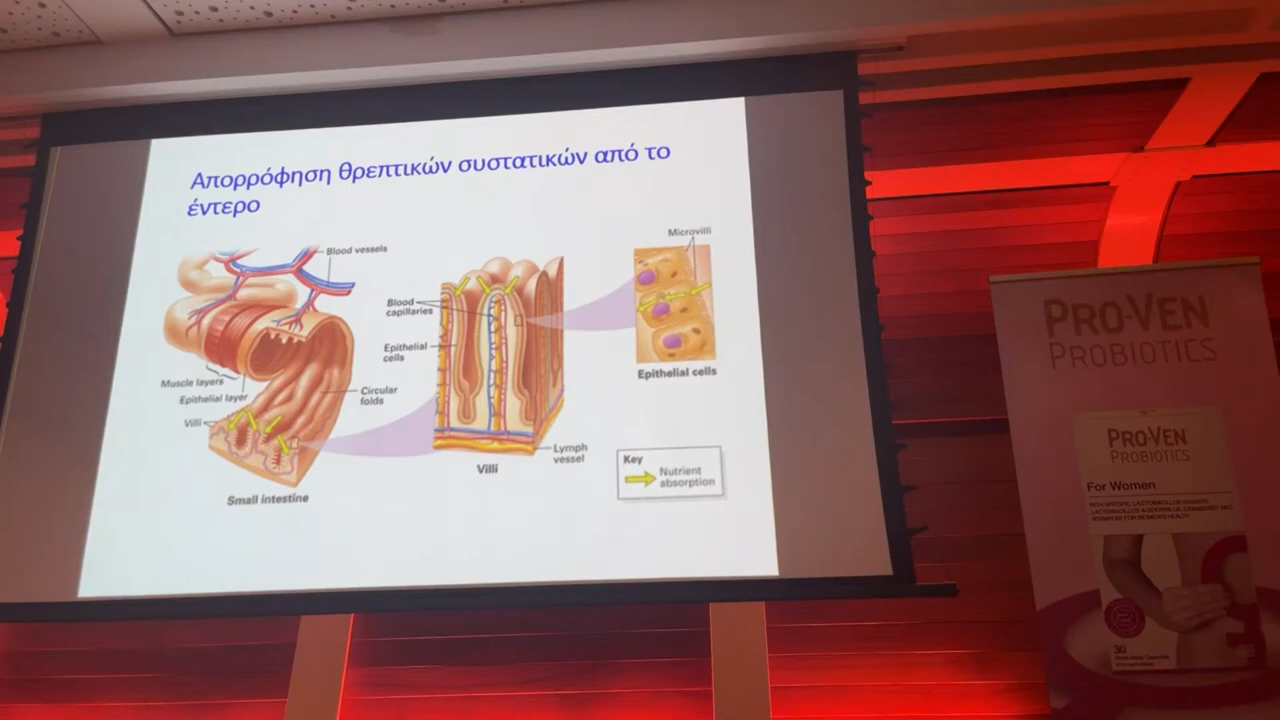 Απορρόφηση θρεπτικών συστατικών από το
έντερο
Blood vessels
Muscle layers
Epithelial layer
Villi
Circular
folds
Small intestine
Blood
capillaries
Epithelial
cells
Lymph
vessel
Villi
Microvilli
Epithelial cells
Key
Nutrient
absorption
PRO-VEN
PROBIOTICS
PRO-VEN
PROBIOTICS
For Women
30